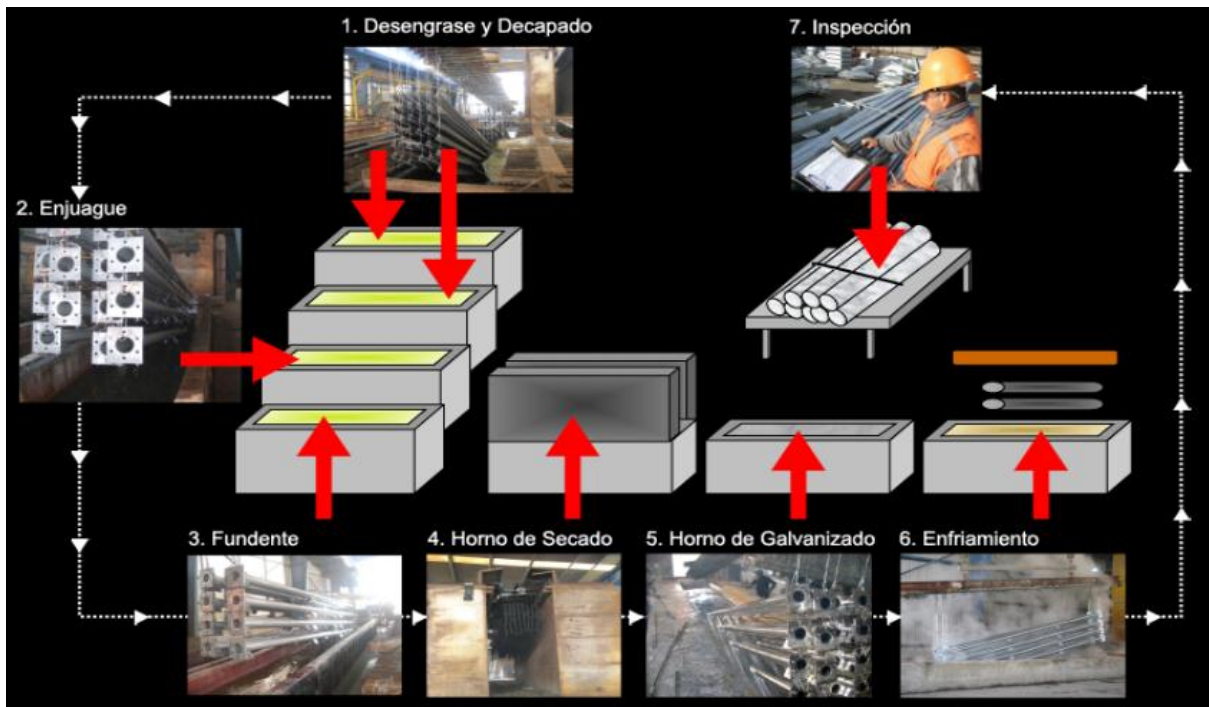 1. Desengrase y Decapado
7. Inspección
2. Enjuague
3. Fundente
4. Horno de Secado
5. Horno de Galvanizado
6. Enfriamiento